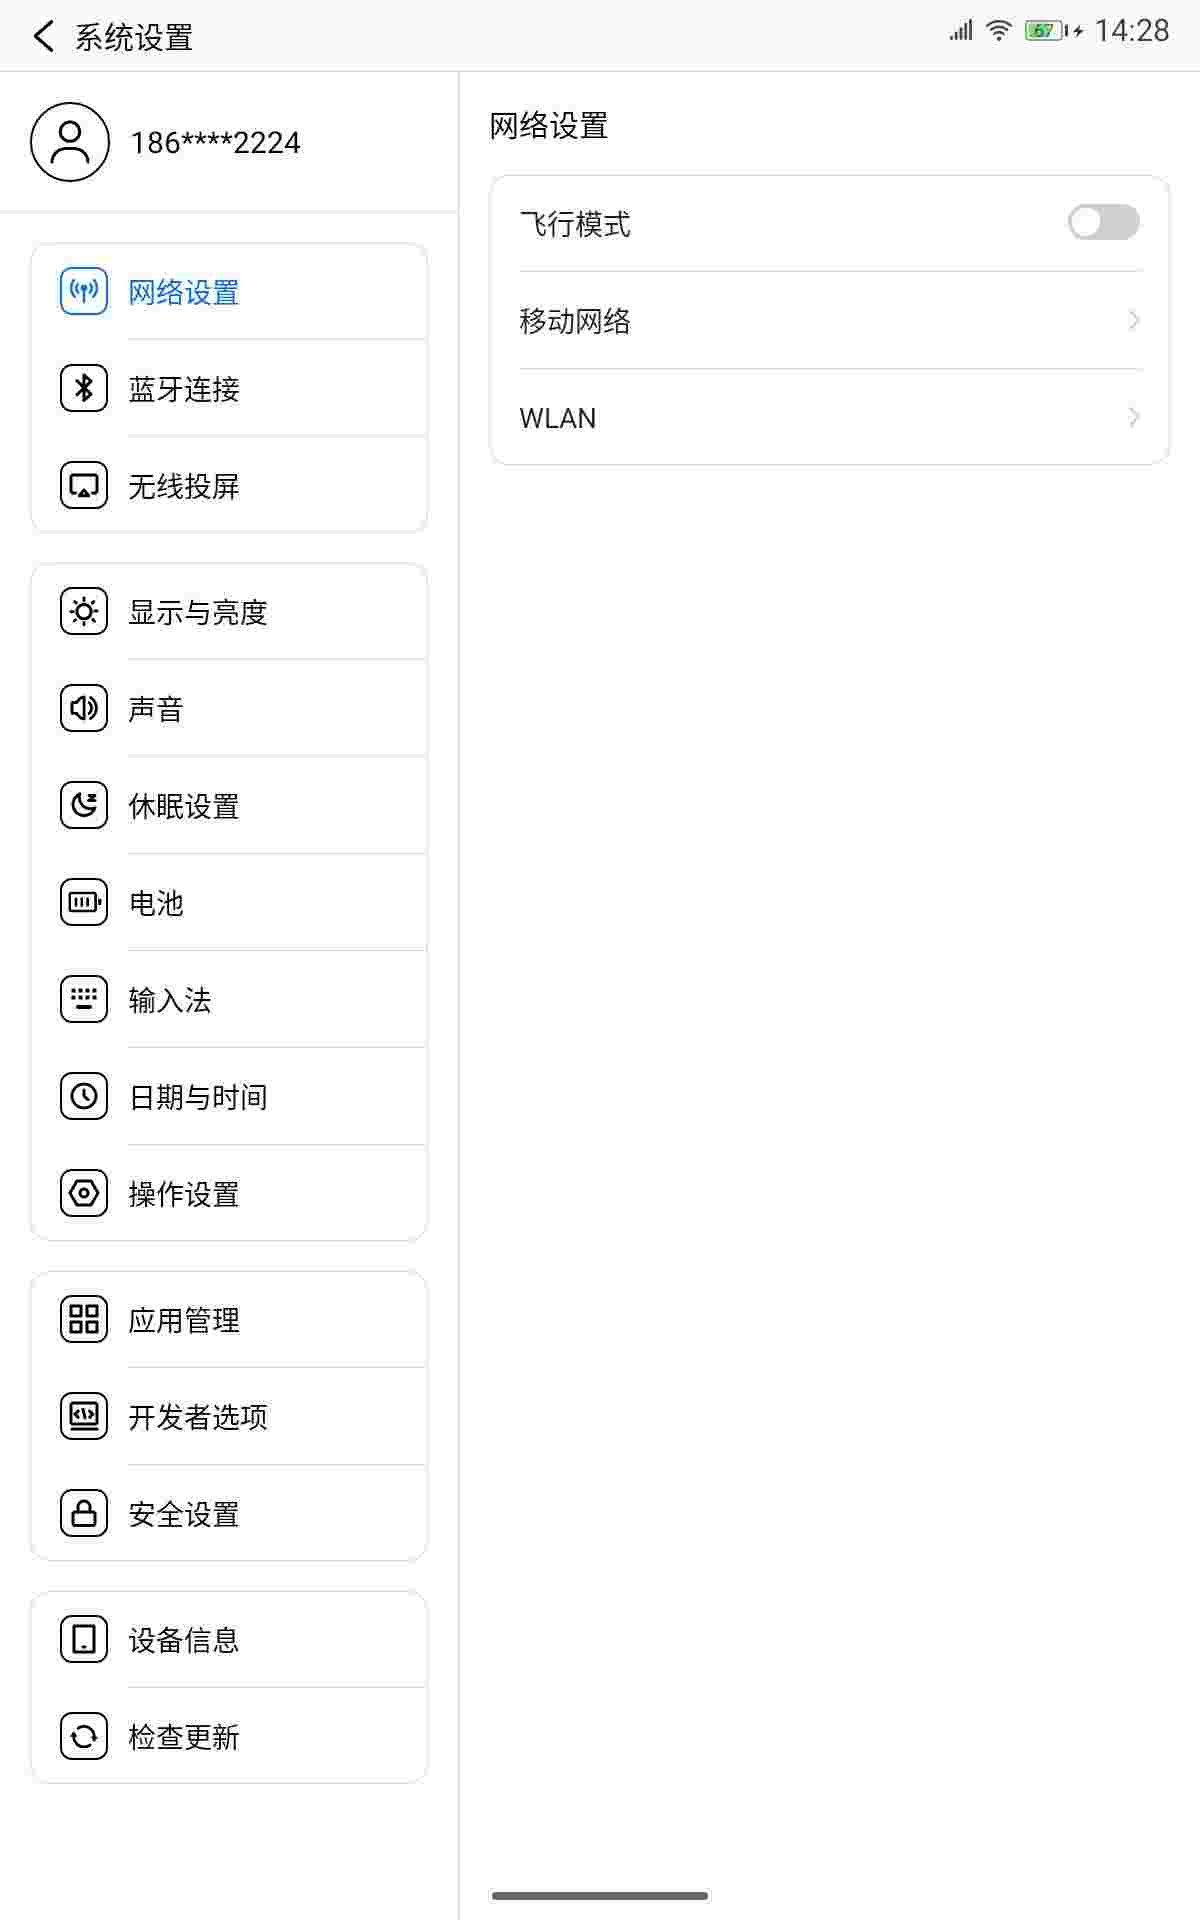 系统设置
67
14:28
186****2224
网络设置
蓝牙连接
无线投屏
显示与亮度
声音
休眠设置
电池
输入法
日期与时间
操作设置
应用管理
开发者选项
安全设置
设备信息
检查更新
网络设置
飞行模式
移动网络
WLAN